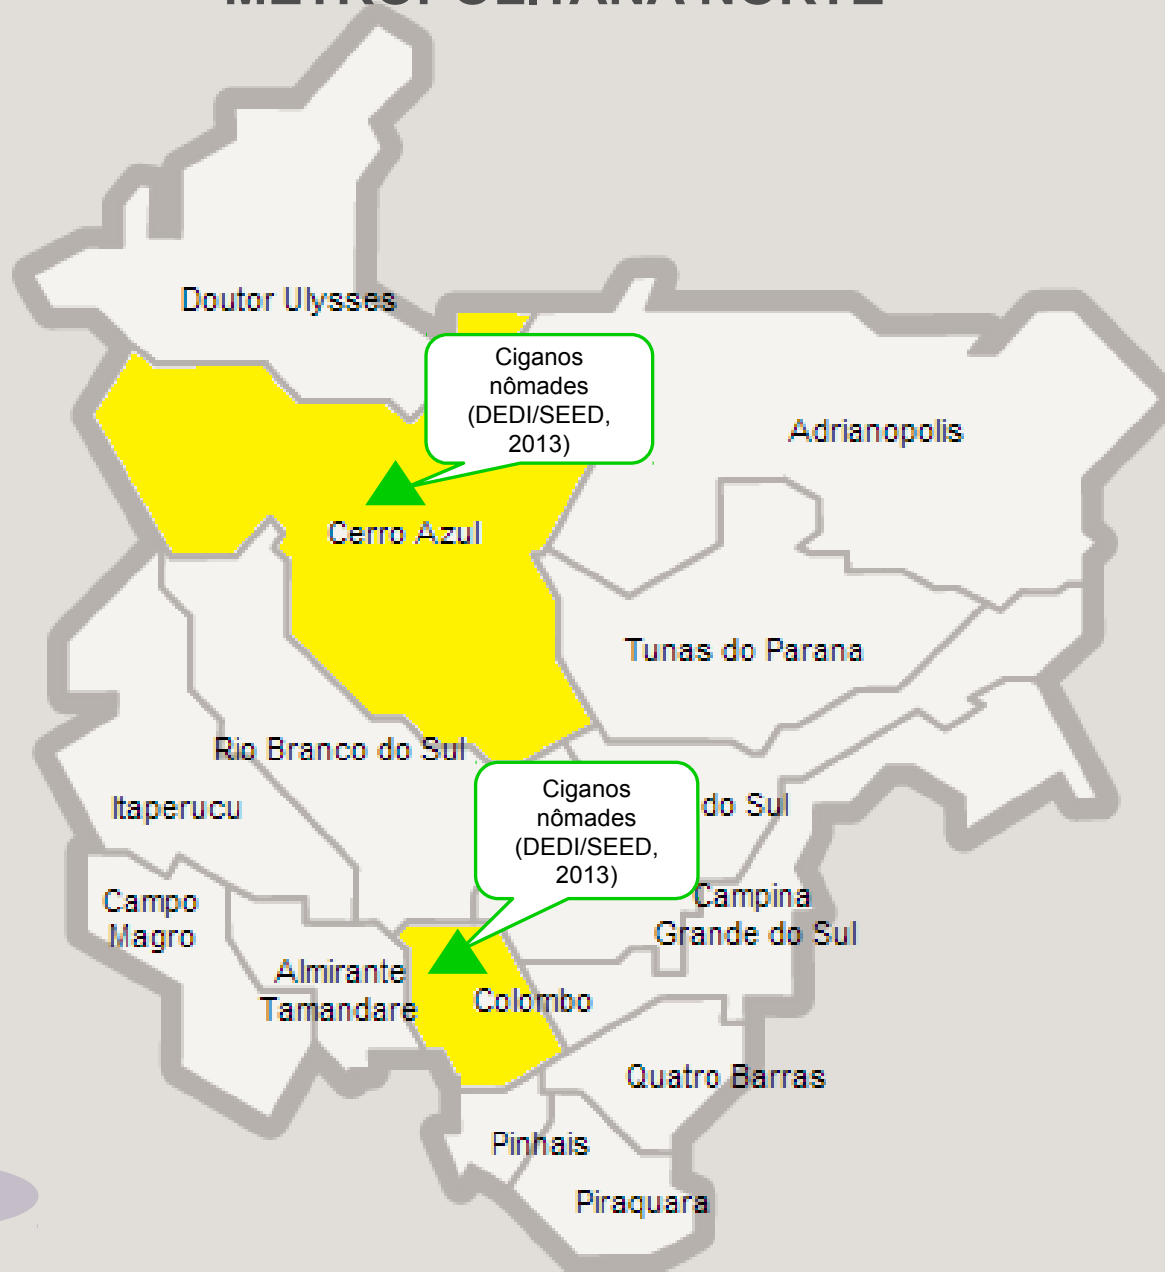 METROPOLITANA NORTE
Doutor Ulysses
Ciganos
nômades
(DEDI/SEED,
2013)
Adrianopolis
Cerro Azul
Tunas do Parana
Rio Branco do Sul
Itaperucu
Ciganos
nômades
(DEDI/SEED,
2013)
do Sul
Campo
Magro
Campina
Grande do Sul
Almirante
Tamandare
Colombo
Quatro Barras
Pinhais
Piraquara